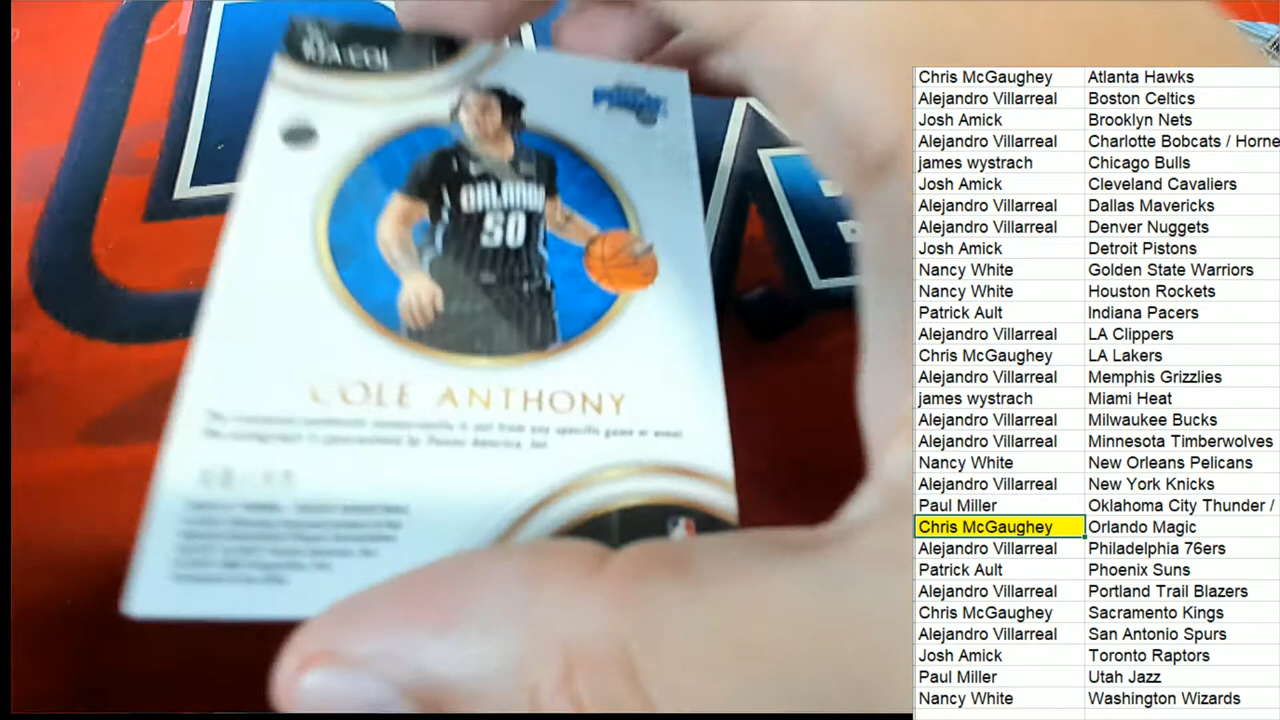 RJA-COL
ORLANDO
50
COLE ANTHONY
Chris McGaughey Atlanta Hawks
Alejandro Villarreal Boston Celtics
Josh Amick Brooklyn Nets
Alejandro Villarreal Charlotte Bobcats / Horne
james wystrach Chicago Bulls
Josh Amick Cleveland Cavaliers
Alejandro Villarreal Dallas Mavericks
Alejandro Villarreal Denver Nuggets
Josh Amick Detroit Pistons
Nancy White Golden State Warriors
Nancy White Houston Rockets
Patrick Ault Indiana Pacers
Alejandro Villarreal LA Clippers
Chris McGaughey LA Lakers
Alejandro Villarreal Memphis Grizzlies
james wystrach Miami Heat
Alejandro Villarreal Milwaukee Bucks
Alejandro Villarreal Minnesota Timberwolves
Nancy White New Orleans Pelicans
Alejandro Villarreal New York Knicks
Paul Miller Oklahoma City Thunder /
Chris McGaughey Orlando Magic
Alejandro Villarreal Philadelphia 76ers
Patrick Ault Phoenix Suns
Alejandro Villarreal Portland Trail Blazers
Chris McGaughey Sacramento Kings
Alejandro Villarreal San Antonio Spurs
Josh Amick Toronto Raptors
Paul Miller Utah Jazz
Nancy White Washington Wizards